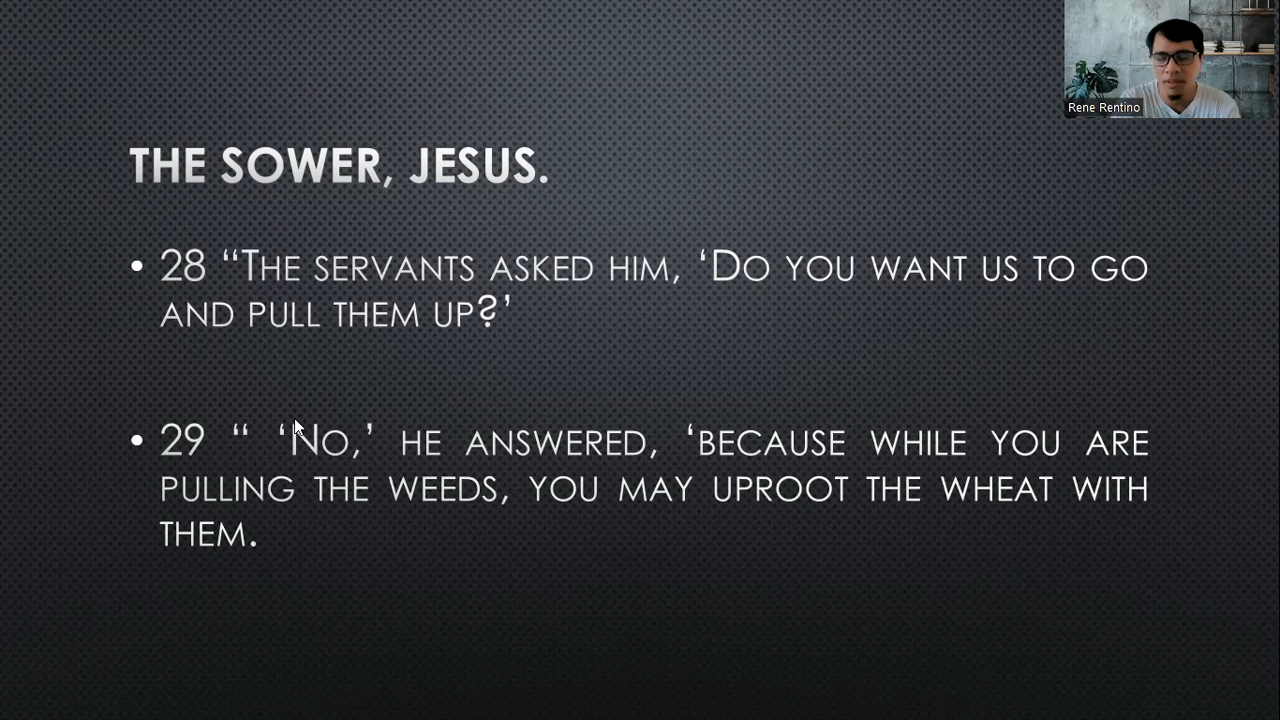 Rene Rentino
THE SOWER, JESUS.
• 28 “THE SERVANTS ASKED HIM, ‘DO YOU WANT US TO GO
AND PULL THEM UP?’
• 29 “ ‘NO,’ HE ANSWERED, ‘BECAUSE WHILE YOU ARE
PULLING THE WEEDS, YOU MAY UPROOT THE WHEAT WITH
THEM.